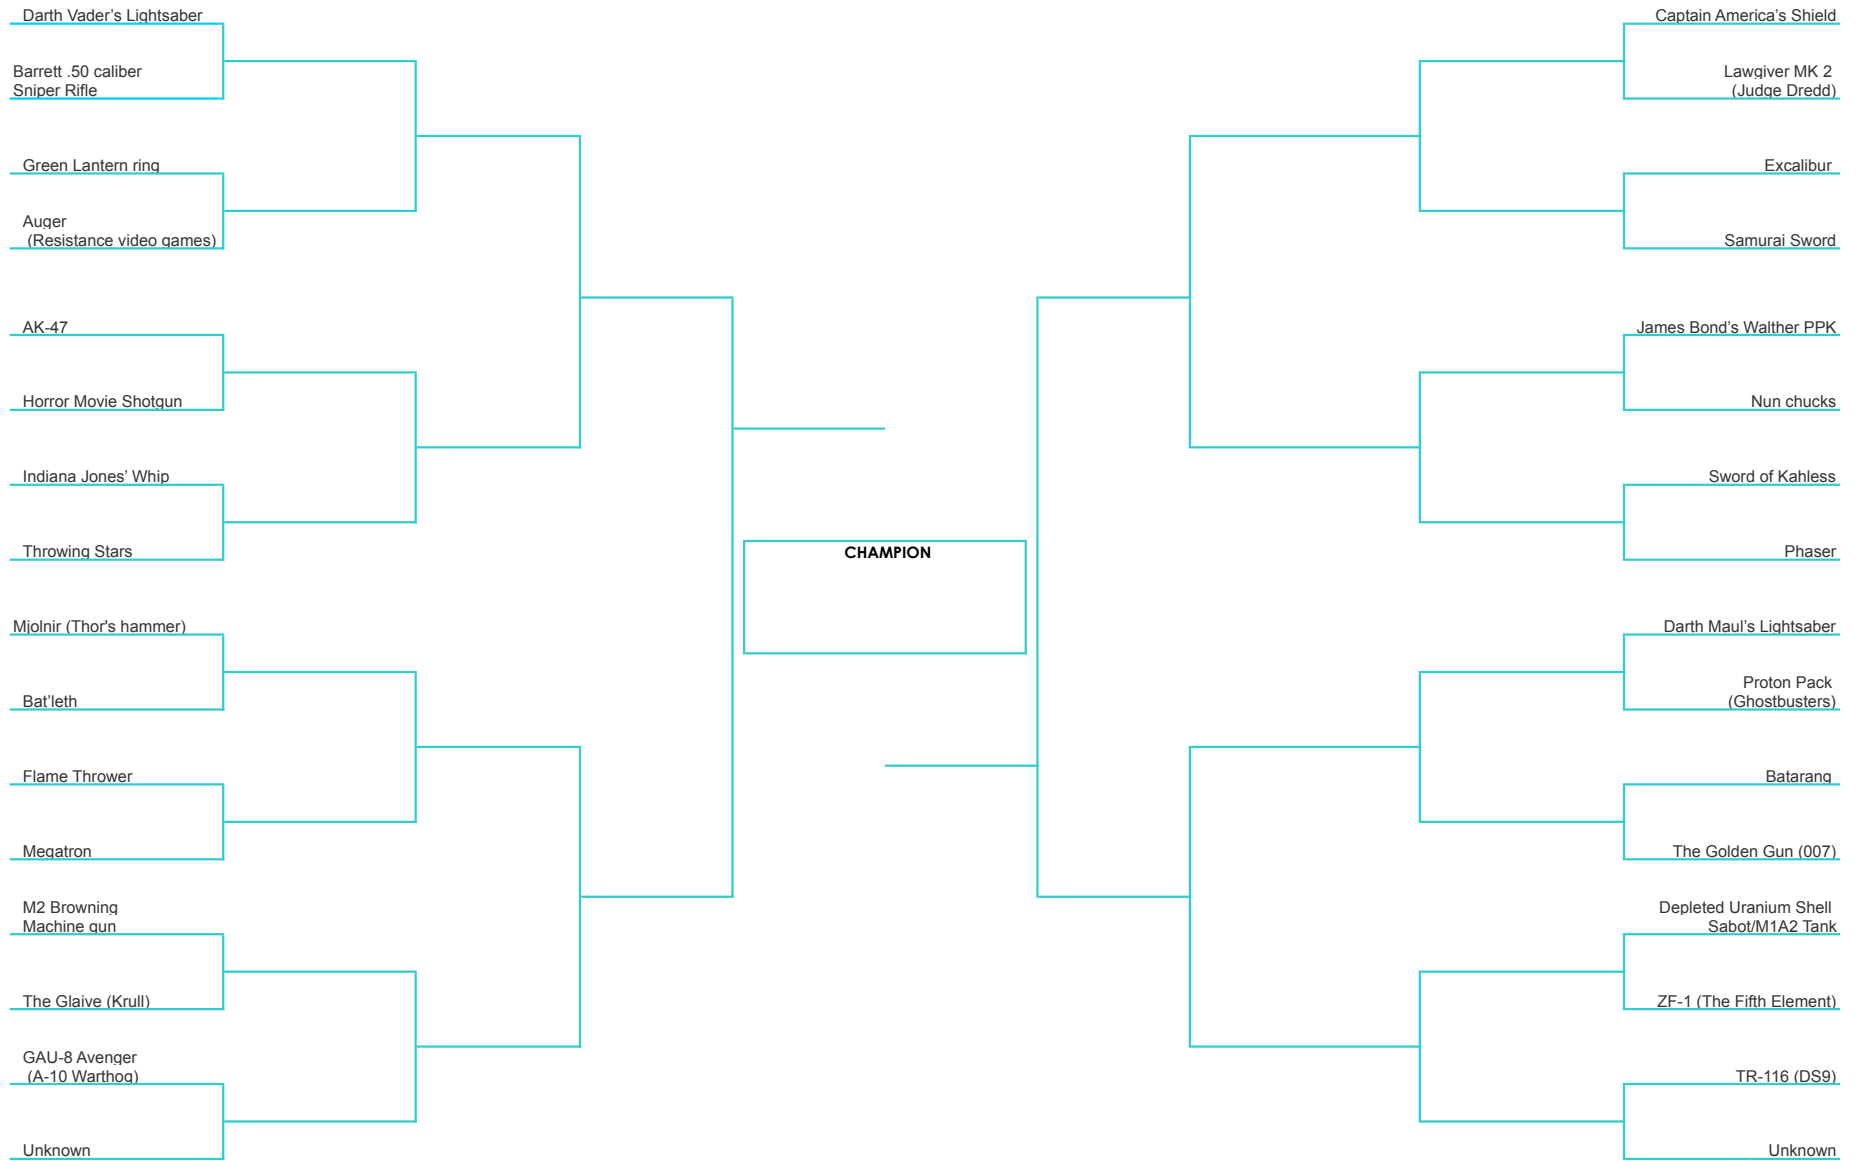 Darth Vader’s Lightsaber
Barrett .50 caliber
Sniper Rifle
Green Lantern ring
Auger
(Resistance video games)
AK-47
Horror Movie Shotgun
Indiana Jones’ Whip
Throwing Stars
Mjolnir (Thor's hammer)
Bat’leth
Flame Thrower
Megatron
M2 Browning
Machine gun
The Glaive (Krull)
GAU-8 Avenger
(A-10 Warthog)
Unknown
CHAMPION
Captain America’s Shield
Lawgiver MK 2
(Judge Dredd)
Excalibur
Samurai Sword
James Bond’s Walther PPK
Nun chucks
Sword of Kahless
Phaser
Darth Maul’s Lightsaber
Proton Pack
(Ghostbusters)
Batarang
The Golden Gun (007)
Depleted Uranium Shell
Sabot/M1A2 Tank
ZF-1 (The Fifth Element)
TR-116 (DS9)
Unknown